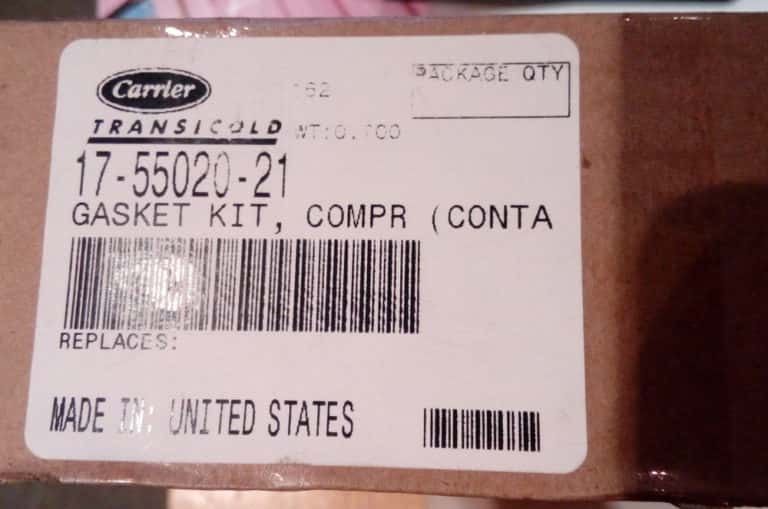 Carrier
TRANSICOLD
162
WT:0.700
PACKAGE QTY
17-55020-21
GASKET KIT, COMPR (CONTA
REPLACES:
MADE IN: UNITED STATES